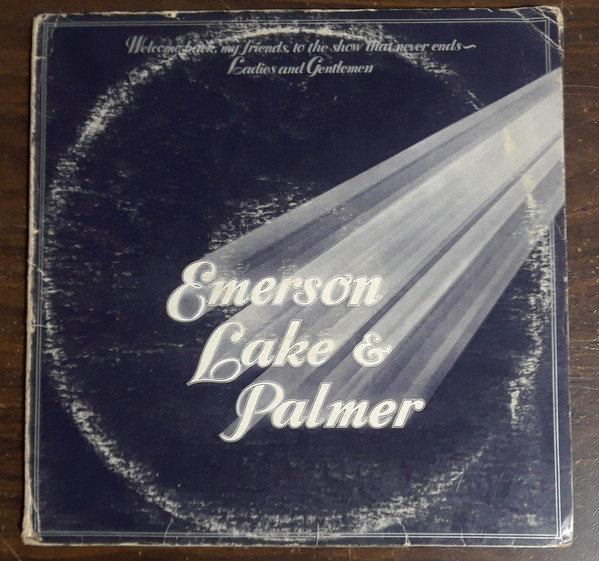 Welcome back, my friends, to the show that never ends~
Ladies and Gentlemen
Emerson
Lake &
Palmer